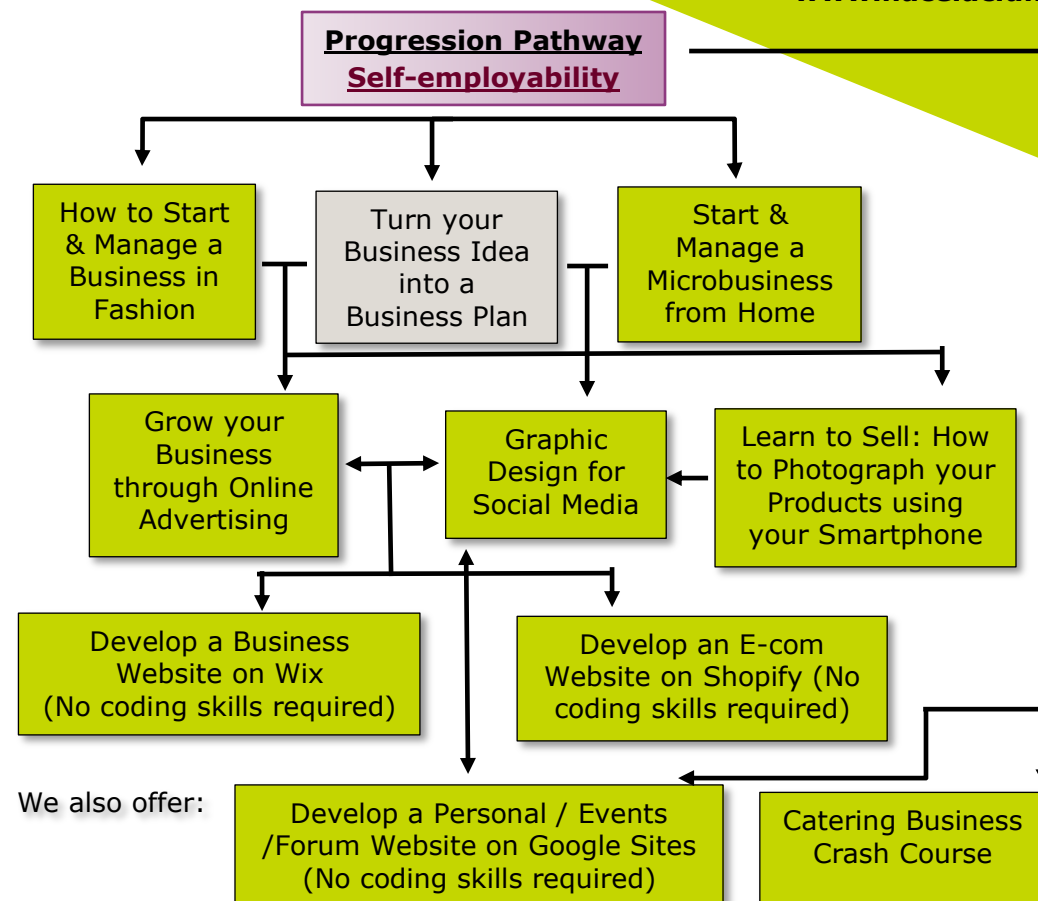 Progression Pathway
Self-employability
How to Start
& Manage a
Business in
Fashion
Turn your
Business Idea
into a
Business Plan
Start &
Manage a
Microbusiness
from Home
Grow your
Business
through Online
Advertising
Graphic
Design for
Social Media
Learn to Sell: How
to Photograph your
Products using
your Smartphone
Develop a Business
Website on Wix
(No coding skills required)
Develop an E-com
Website on Shopify (No
coding skills required)
We also offer:
Develop a Personal / Events
/Forum Website on Google Sites
(No coding skills required)
Catering Business
Crash Course